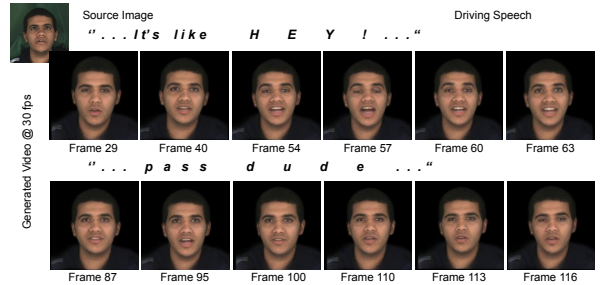 Source Image Driving Speech
“. . . It's like H E Y ! . . . “
Frame 29 Frame 40 Frame 54 Frame 57 Frame 60 Frame 63
“. . . p a s s d u d e . . . “
Frame 87 Frame 95 Frame 100 Frame 110 Frame 113 Frame 116
Generated Video @ 30 fps